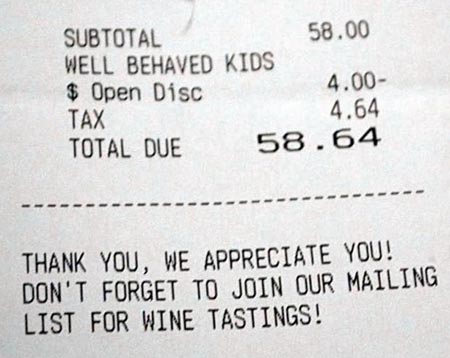 SUBTOTAL 58.00
WELL BEHAVED KIDS
$ Open Disc 4.00-
TAX 4.64
TOTAL DUE 58.64
--------------------------------
THANK YOU, WE APPRECIATE YOU!
DON'T FORGET TO JOIN OUR MAILING
LIST FOR WINE TASTINGS!